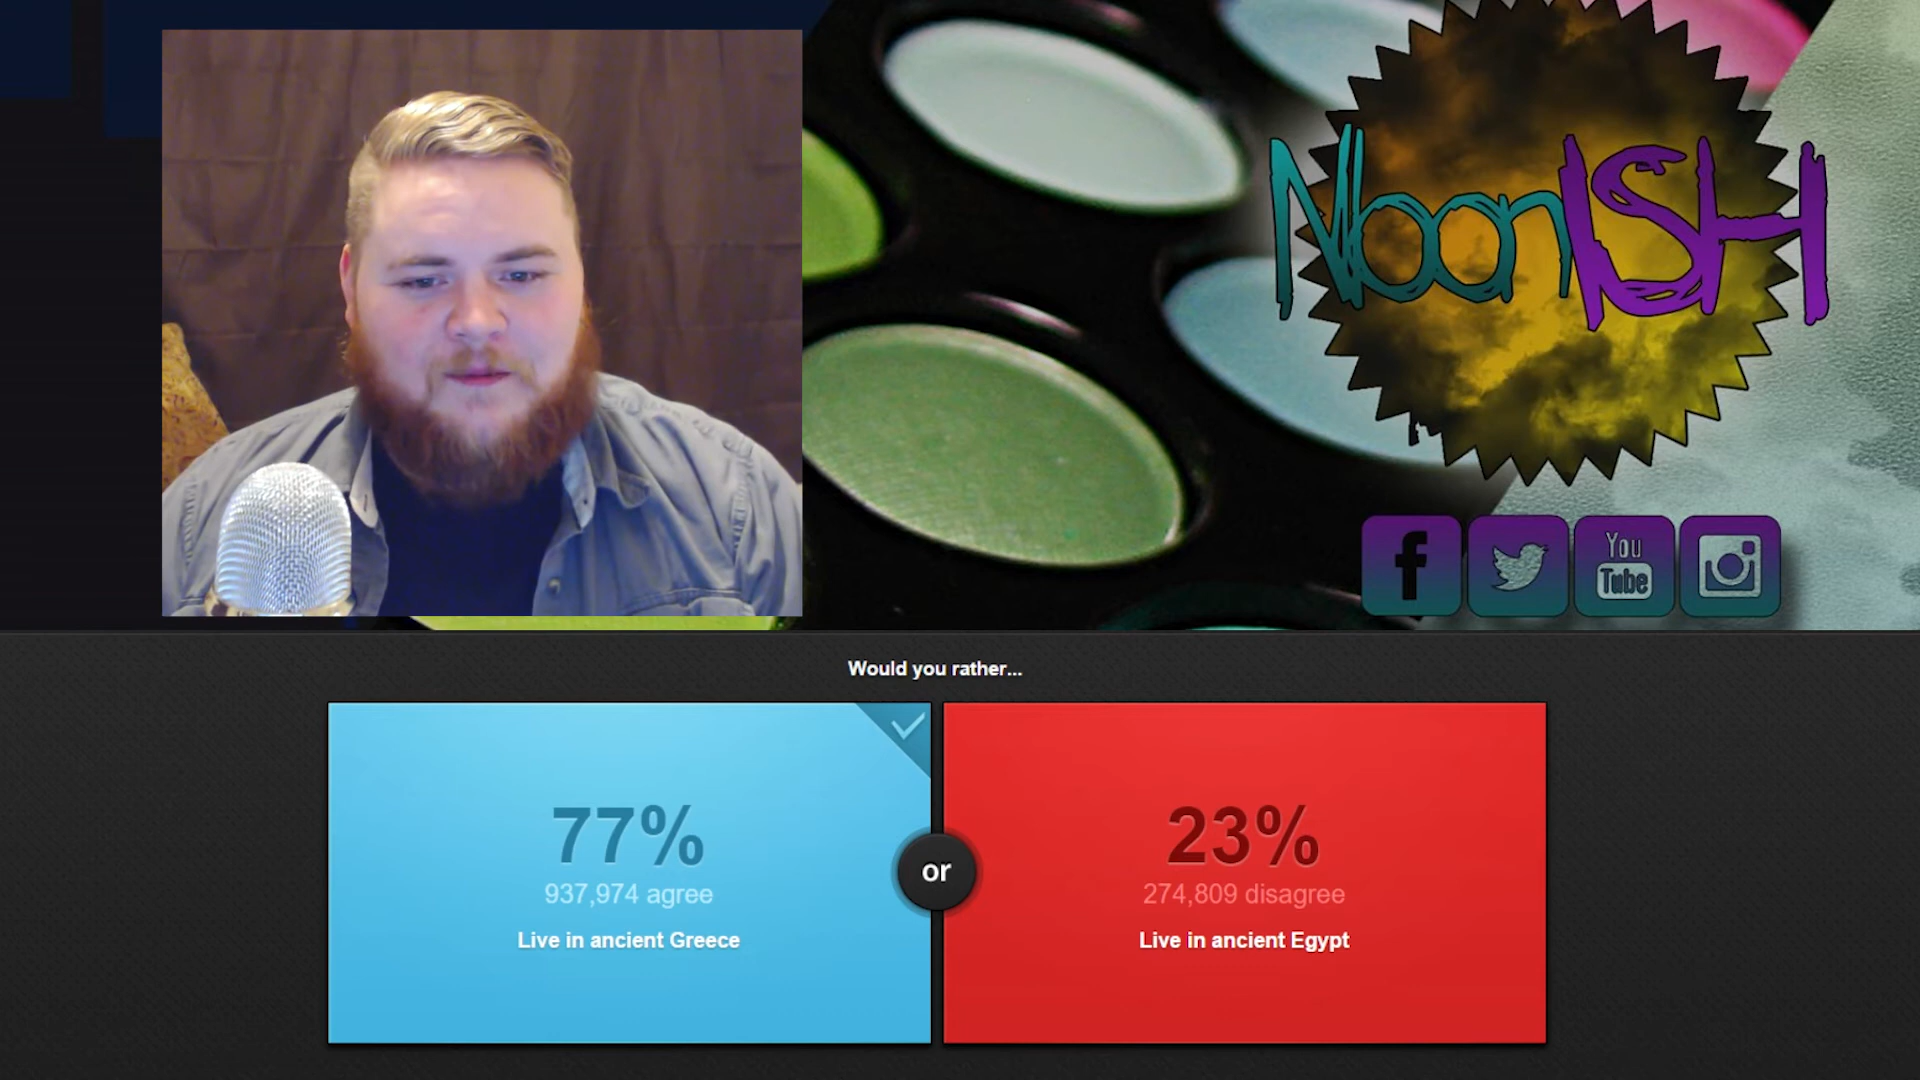 NoonISH
f
You
Tube
Would you rather...
77%
937,974 agree
Live in ancient Greece
or
23%
274,809 disagree
Live in ancient Egypt